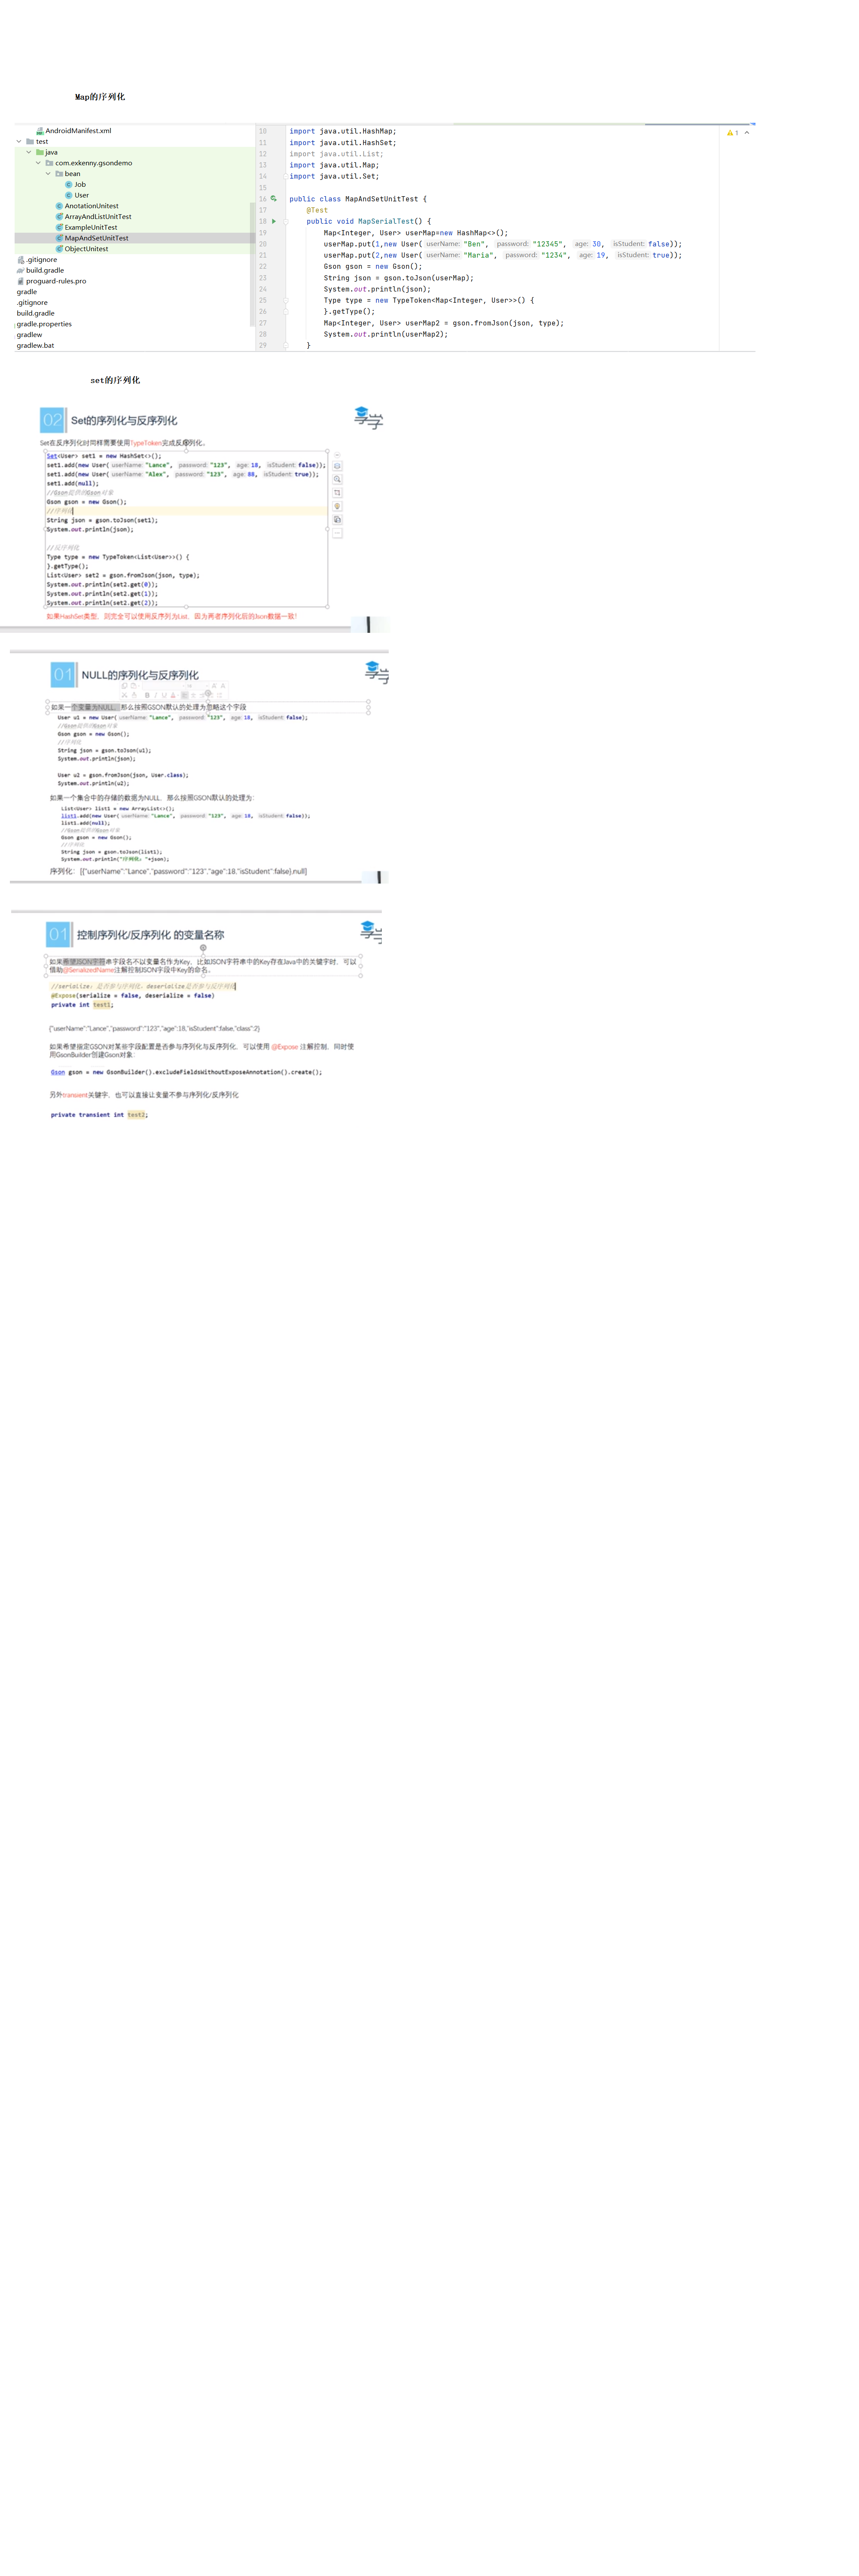 Map的序列化
AndroidManifest.xml
test
java
com.exkenny.gsondemo
bean
Job
User
AnotationUnitest
ArrayAndListUnitTest
ExampleUnitTest
MapAndSetUnitTest
ObjectUnitest
.gitignore
build.gradle
proguard-rules.pro
gradle
.gitignore
build.gradle
gradle.properties
gradlew
gradlew.bat
10 import java.util.HashMap;
11 import java.util.HashSet;
12 import java.util.List;
13 import java.util.Map;
14 import java.util.Set;
15
16 public class MapAndSetUnitTest {
17 @Test
18 public void MapSerialTest() {
19 Map<Integer, User> userMap=new HashMap<>();
20 userMap.put(1,new User( userName: "Ben", password: "12345", age: 30, isStudent: false));
21 userMap.put(2,new User( userName: "Maria", password: "1234", age: 19, isStudent: true));
22 Gson gson = new Gson();
23 String json = gson.toJson(userMap);
24 System.out.println(json);
25 Type type = new TypeToken<Map<Integer, User>>() {
26 }.getType();
27 Map<Integer, User> userMap2 = gson.fromJson(json, type);
28 System.out.println(userMap2);
29 }
1
set的序列化
02 Set的序列化与反序列化
享学
Set在反序列化时同样需要使用TypeToken完成反序列化。
Set<User> set1 = new HashSet<>();
set1.add(new User( userName: "Lance", password: "123", age: 18, isStudent: false));
set1.add(new User( userName: "Alex", password: "123", age: 88, isStudent: true));
set1.add(null);
//Gson提供的Gson对象
Gson gson = new Gson();
//序列化
String json = gson.toJson(set1);
System.out.println(json);
//反序列化
Type type = new TypeToken<List<User>>() {
}.getType();
List<User> set2 = gson.fromJson(json, type);
System.out.println(set2.get(0));
System.out.println(set2.get(1));
System.out.println(set2.get(2));
如果HashSet类型，则完全可以使用反序列为List，因为两者序列化后的Json数据一致！
01 NULL的序列化与反序列化
享学
如果一个变量为NULL，那么按照GSON默认的处理为忽略这个字段
User u1 = new User( userName: "Lance", password: "123", age: 18, isStudent: false);
//Gson提供的Gson对象
Gson gson = new Gson();
//序列化
String json = gson.toJson(u1);
System.out.println(json);
User u2 = gson.fromJson(json, User.class);
System.out.println(u2);
如果一个集合中的存储的数据为NULL，那么按照GSON默认的处理为：
List<User> list1 = new ArrayList<>();
list1.add(new User( userName: "Lance", password: "123", age: 18, isStudent: false));
list1.add(null);
//Gson提供的Gson对象
Gson gson = new Gson();
//序列化
String json = gson.toJson(list1);
System.out.println("序列化："+json);
序列化： [{"userName":"Lance","password":"123","age":18,"isStudent":false},null]
01 控制序列化/反序列化 的变量名称
享学
如果希望JSON字符串字段名不以变量名作为Key，比如JSON字符串中的Key存在Java中的关键字时，可以
借助@SerializedName注解控制JSON字段中Key的命名。
//serialize：是否参与序列化，deserialize是否参与反序列化
@Expose(serialize = false, deserialize = false)
private int test1;
{"userName":"Lance","password":"123","age":18,"isStudent":false,"class":2}
如果希望指定GSON对某些字段配置是否参与序列化与反序列化，可以使用 @Expose 注解控制，同时使
用GsonBuilder创建Gson对象：
Gson gson = new GsonBuilder().excludeFieldsWithoutExposeAnnotation().create();
另外transient关键字，也可以直接让变量不参与序列化/反序列化
private transient int test2;